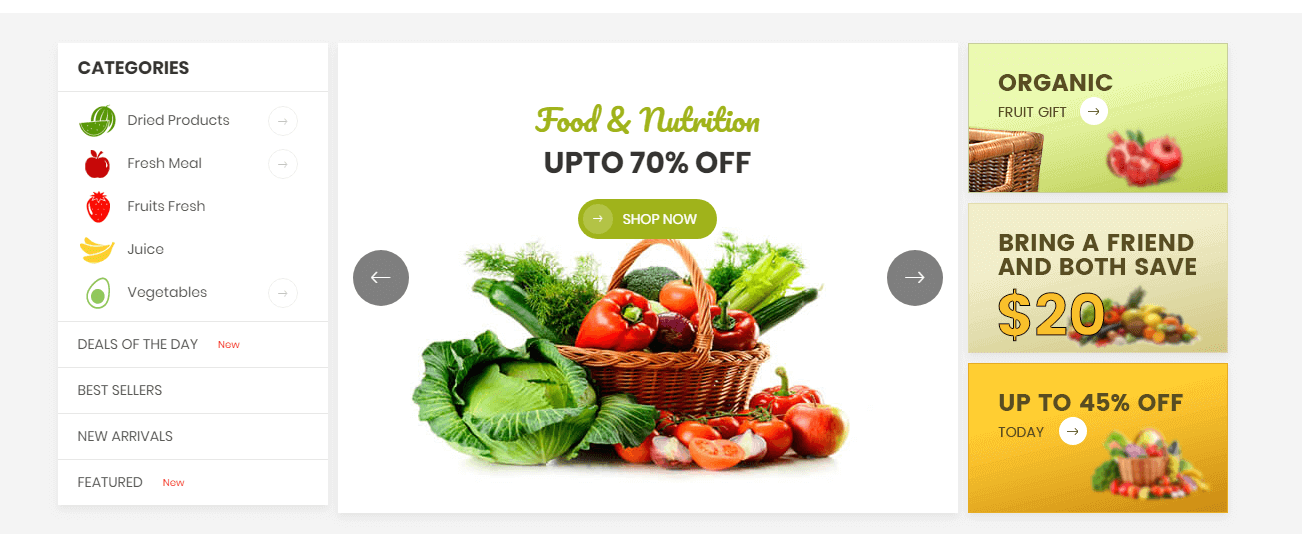 CATEGORIES
Dried Products
Fresh Meal
Fruits Fresh
Juice
Vegetables
DEALS OF THE DAY New
BEST SELLERS
NEW ARRIVALS
FEATURED New
Food & Nutrition
UPTO 70% OFF
SHOP NOW
ORGANIC
FRUIT GIFT
BRING A FRIEND
AND BOTH SAVE
$20
UP TO 45% OFF
TODAY